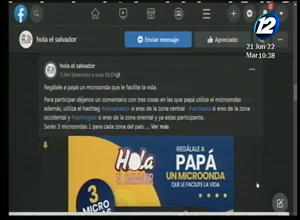 hola el salvador
12
Enviar mensaje
Apreciado
21 Jun 22
Mar 10:38
hola el salvador
Regálale a papá un microonda que le facilite la vida.
Para participar déjanos un comentario con tres cosas en las que papá utiliza el microondas
además, utiliza el hashtag
si eres de la zona central
si eres de la zona
occidental y
si eres de la zona oriental y ya estas participante.
Serán 3 microondas 1 para cada zona del país. ... Ver más
Hola
EL SALVADOR
REGÁLALE A
PAPÁ
UN MICROONDA
QUE LE FACILITE LA VIDA
3
MICRO